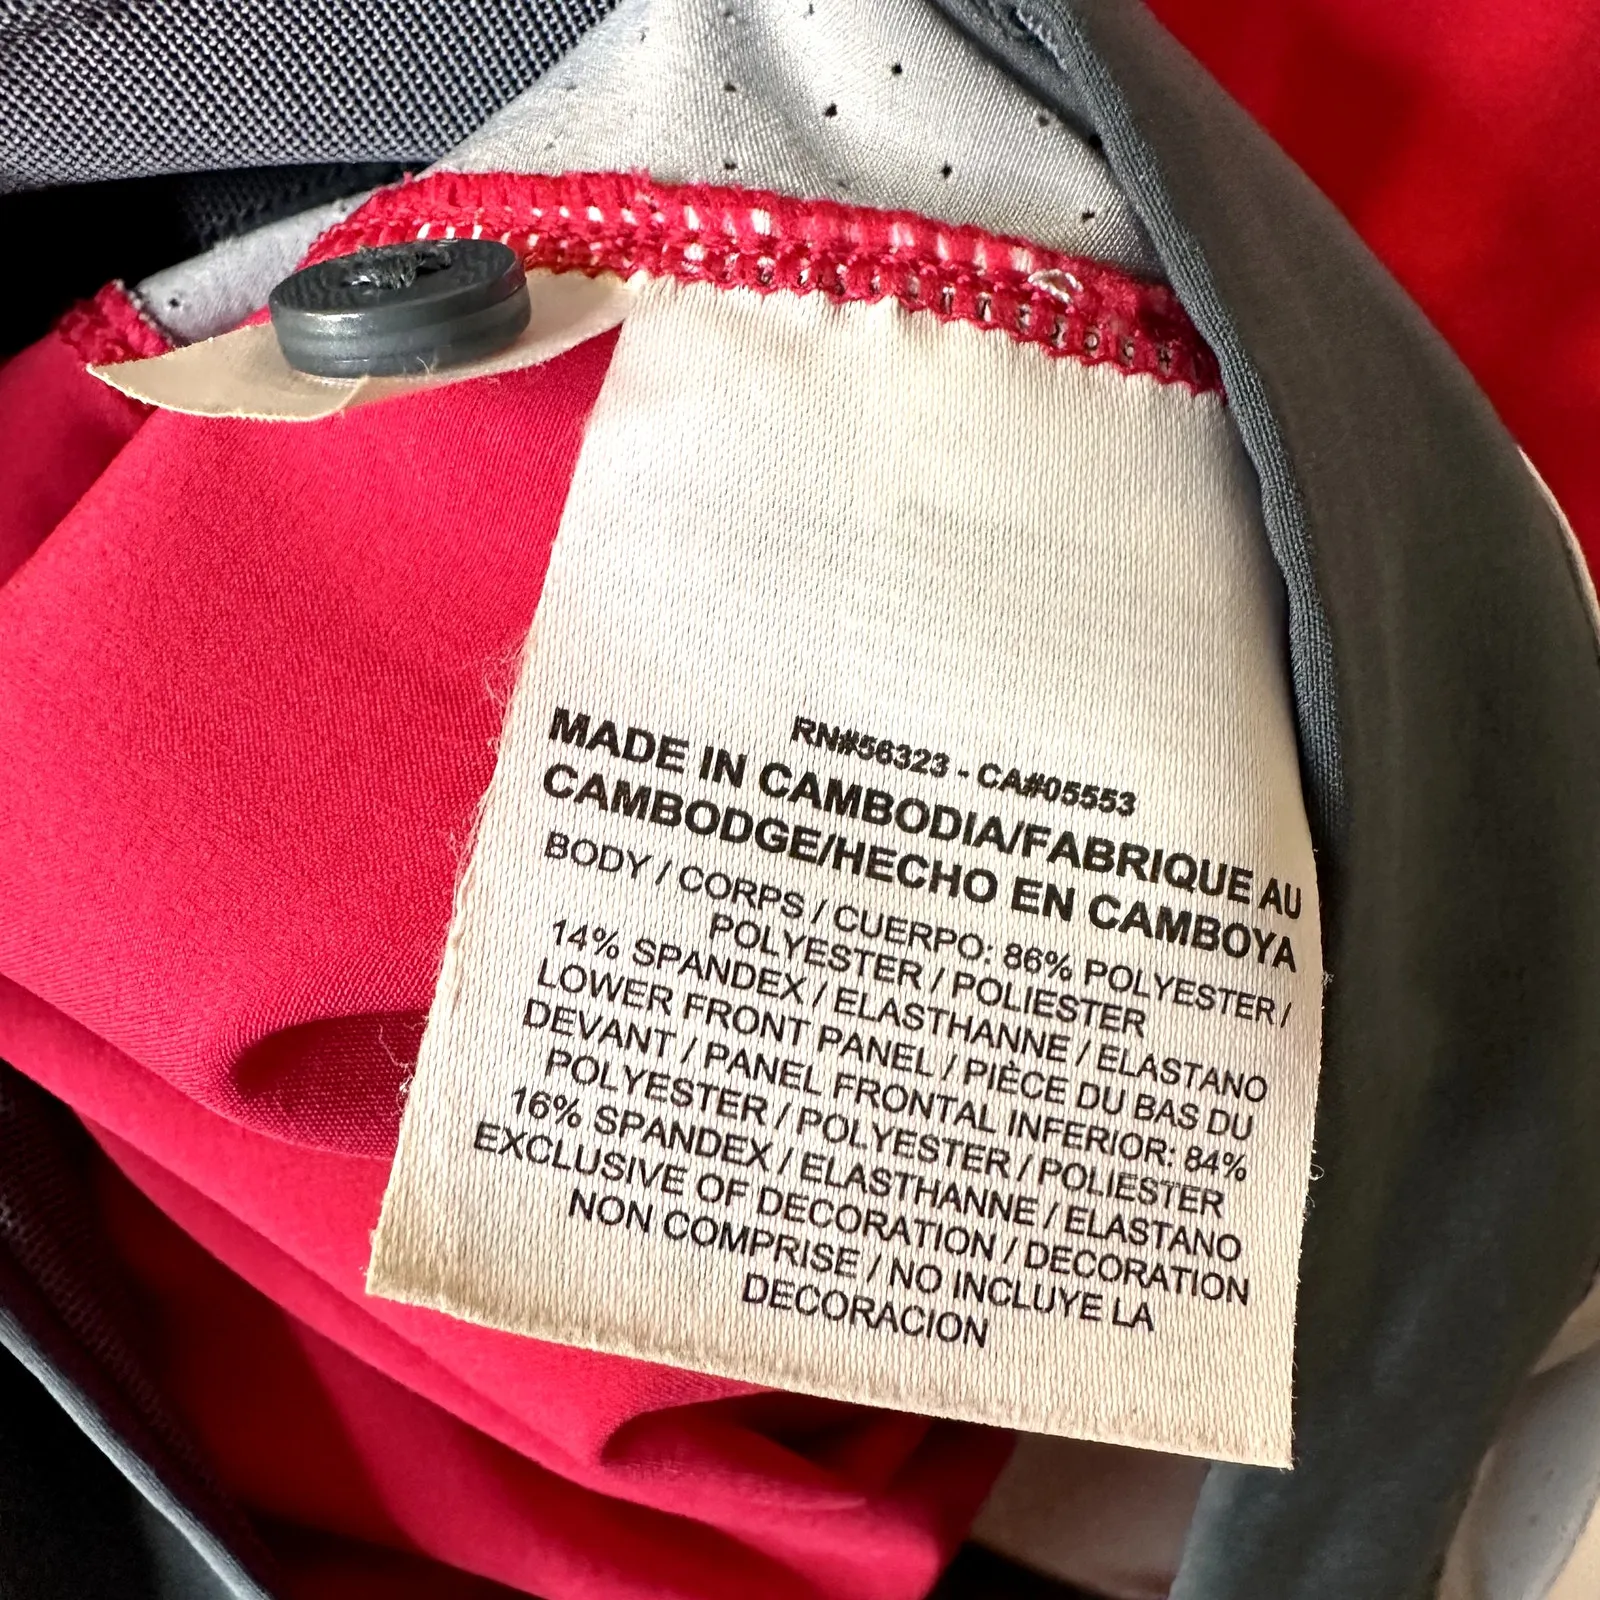 RN#56323 - CA#05553
MADE IN CAMBODIA/FABRIQUE AU
CAMBODGE/HECHO EN CAMBOYA
BODY / CORPS / CUERPO: 86% POLYESTER /
POLYESTER / POLIESTER
14% SPANDEX / ELASTHANNE / ELASTANO
LOWER FRONT PANEL / PIÈCE DU BAS DU
DEVANT / PANEL FRONTAL INFERIOR: 84%
POLYESTER / POLYESTER / POLIESTER
16% SPANDEX / ELASTHANNE / ELASTANO
EXCLUSIVE OF DECORATION / DECORATION
NON COMPRISE / NO INCLUYE LA
DECORACION